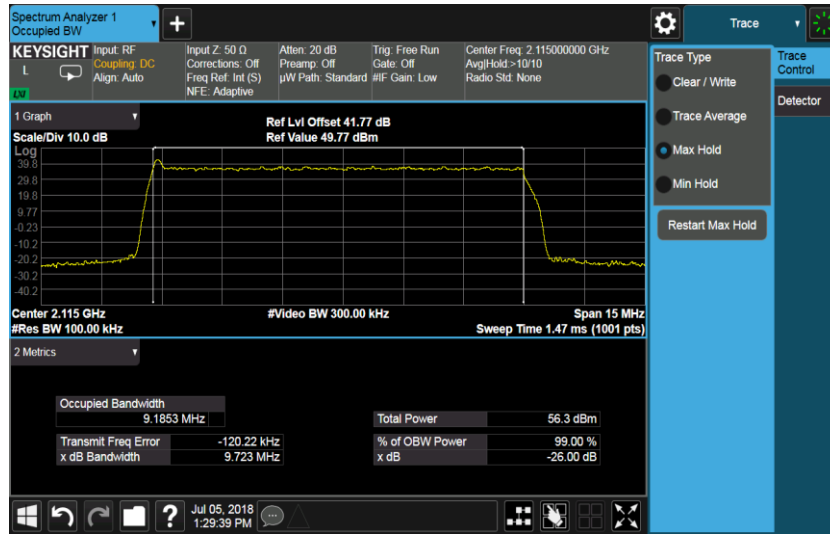 Spectrum Analyzer 1
Occupied BW
+
Trace
KEYSIGHT
L
LXI
Input: RF
Coupling: DC
Align: Auto
Input Z: 50 Ω
Corrections: Off
Freq Ref: Int (S)
NFE: Adaptive
Atten: 20 dB
Preamp: Off
µW Path: Standard
Trig: Free Run
Gate: Off
#IF Gain: Low
Center Freq: 2.115000000 GHz
Avg|Hold:>10/10
Radio Std: None
1 Graph
Scale/Div 10.0 dB
Ref Lvl Offset 41.77 dB
Ref Value 49.77 dBm
Log
39.8
29.8
19.8
9.77
-0.23
-10.2
-20.2
-30.2
-40.2
Center 2.115 GHz
#Res BW 100.00 kHz
#Video BW 300.00 kHz
Span 15 MHz
Sweep Time 1.47 ms (1001 pts)
2 Metrics
Occupied Bandwidth
9.1853 MHz
Total Power 56.3 dBm
Transmit Freq Error -120.22 kHz
% of OBW Power 99.00 %
x dB Bandwidth 9.723 MHz
x dB -26.00 dB
?
Jul 05, 2018
1:29:39 PM
Trace Type
Clear / Write
Trace Average
Max Hold
Min Hold
Restart Max Hold
Trace
Control
Detector